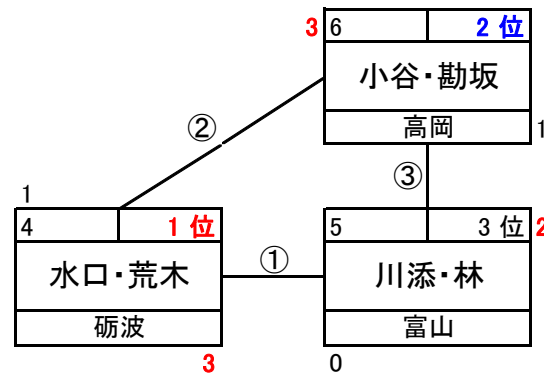 3 6 2 位
小谷・勘坂
高岡 1
②
③
1
4 1 位 5 3 位 2
水口・荒木 ① 川添・林
砺波 富山
3 0